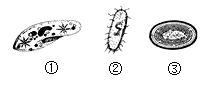 ① ② ③